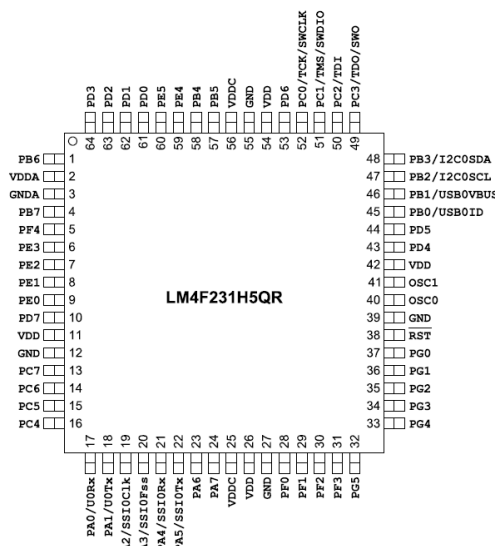 PD3
PD2
PD1
PD0
PE5
PE4
PB4
PB5
VDDC
GND
VDD
PD6
PC0/TCK/SWCLK
PC1/TMS/SWDIO
PC2/TDI
PC3/TDO/SWO
64 63 62 61 60 59 58 57 56 55 54 53 52 51 50 49
PB6 1 48 PB3/I2C0SDA
VDDA 2 47 PB2/I2C0SCL
GNDA 3 46 PB1/USB0VBUS
PB7 4 45 PB0/USB0ID
PF4 5 44 PD5
PE3 6 43 PD4
PE2 7 42 VDD
PE1 8 41 OSC1
PE0 9 40 OSC0
LM4F231H5QR
PD7 10 39 GND
VDD 11 38 RST
GND 12 37 PG0
PC7 13 36 PG1
PC6 14 35 PG2
PC5 15 34 PG3
PC4 16 33 PG4
17 18 19 20 21 22 23 24 25 26 27 28 29 30 31 32
PA0/U0Rx
PA1/U0Tx
A2/SSI0Clk
A3/SSI0Fss
PA4/SSI0Rx
PA5/SSI0Tx
PA6
PA7
VDDC
VDD
GND
PF0
PF1
PF2
PF3
PG5